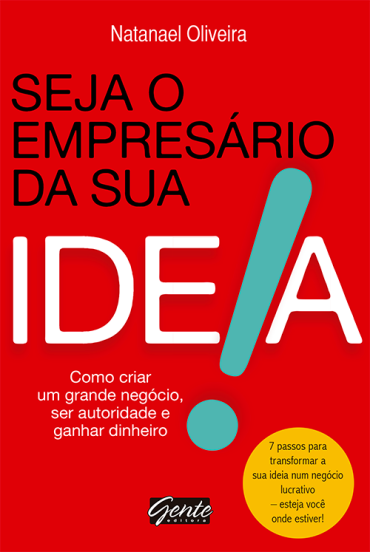 Natanael Oliveira
SEJA O
EMPRESÁRIO
DA SUA
IDE!A
Como criar
um grande negócio,
ser autoridade e
ganhar dinheiro
7 passos para
transformar a
sua ideia num negócio
lucrativo
– esteja você
onde estiver!
Gente
editora